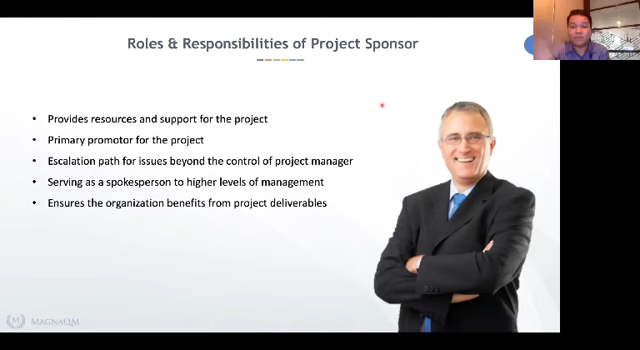 Roles & Responsibilities of Project Sponsor
• Provides resources and support for the project
• Primary promotor for the project
• Escalation path for issues beyond the control of project manager
• Serving as a spokesperson to higher levels of management
• Ensures the organization benefits from project deliverables
MAGNAQM